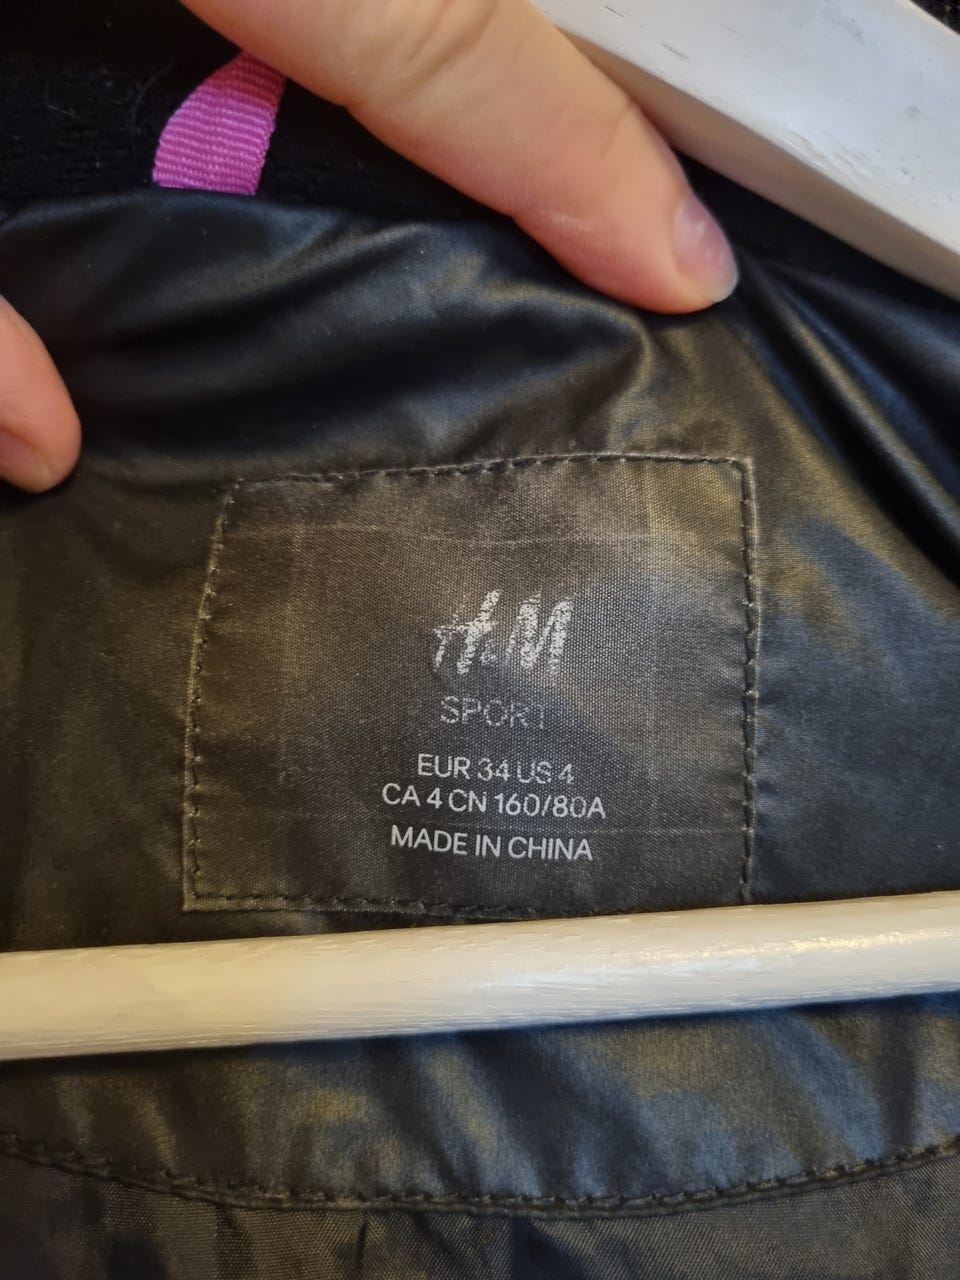 H&M
SPORT
EUR 34 US 4
CA 4 CN 160/80A
MADE IN CHINA